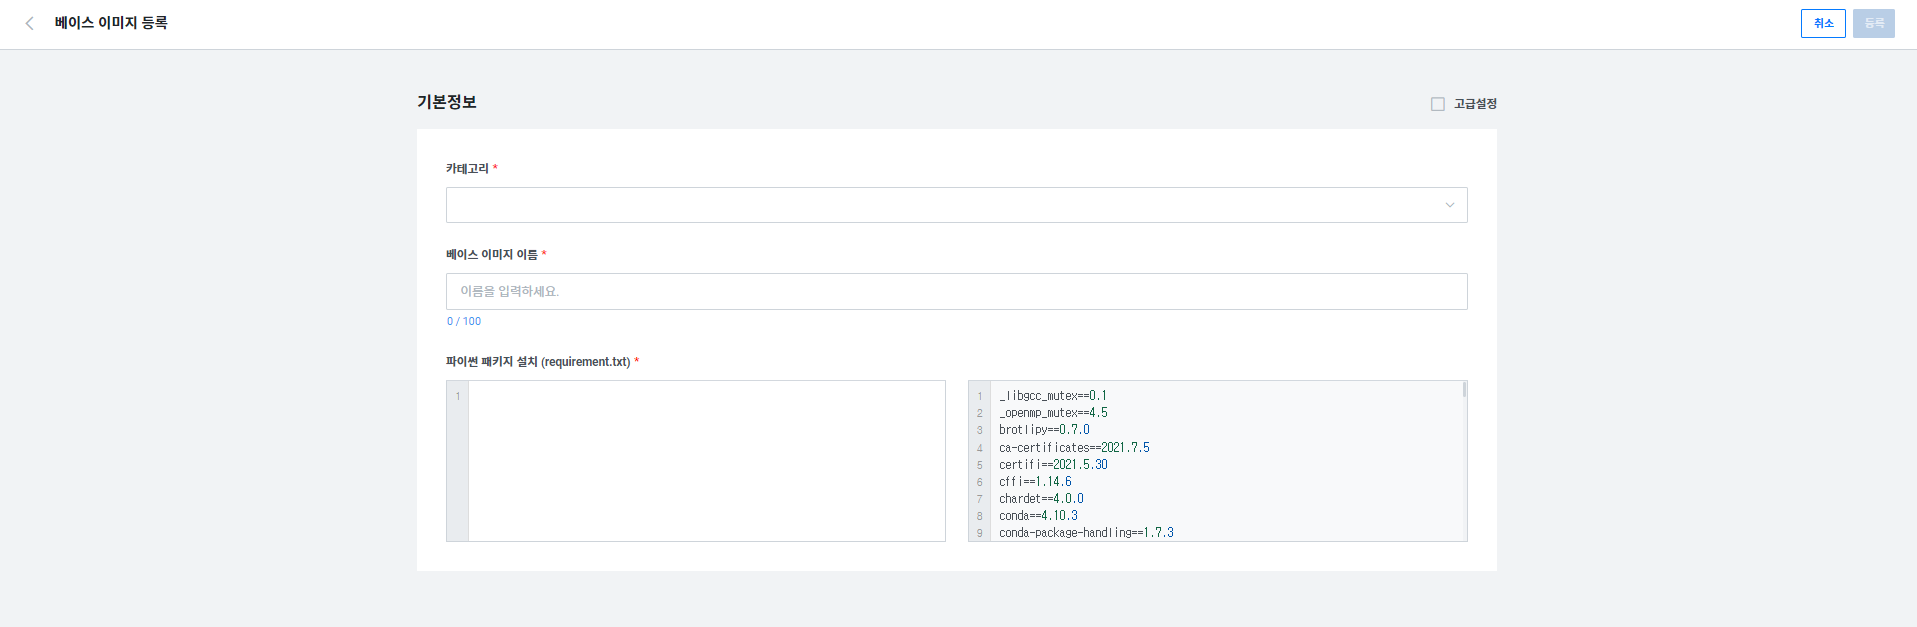 베이스 이미지 등록
취소
등록
기본정보
고급설정
카테고리 *
베이스 이미지 이름 *
이름을 입력하세요.
0 / 100
파이썬 패키지 설치 (requirement.txt) *
1
1 _libgcc_mutex==0.1
2 _openmp_mutex==4.5
3 brotlipy==0.7.0
4 ca-certificates==2021.7.5
5 certifi==2021.5.30
6 cffi==1.14.6
7 chardet==4.0.0
8 conda==4.10.3
9 conda-package-handling==1.7.3